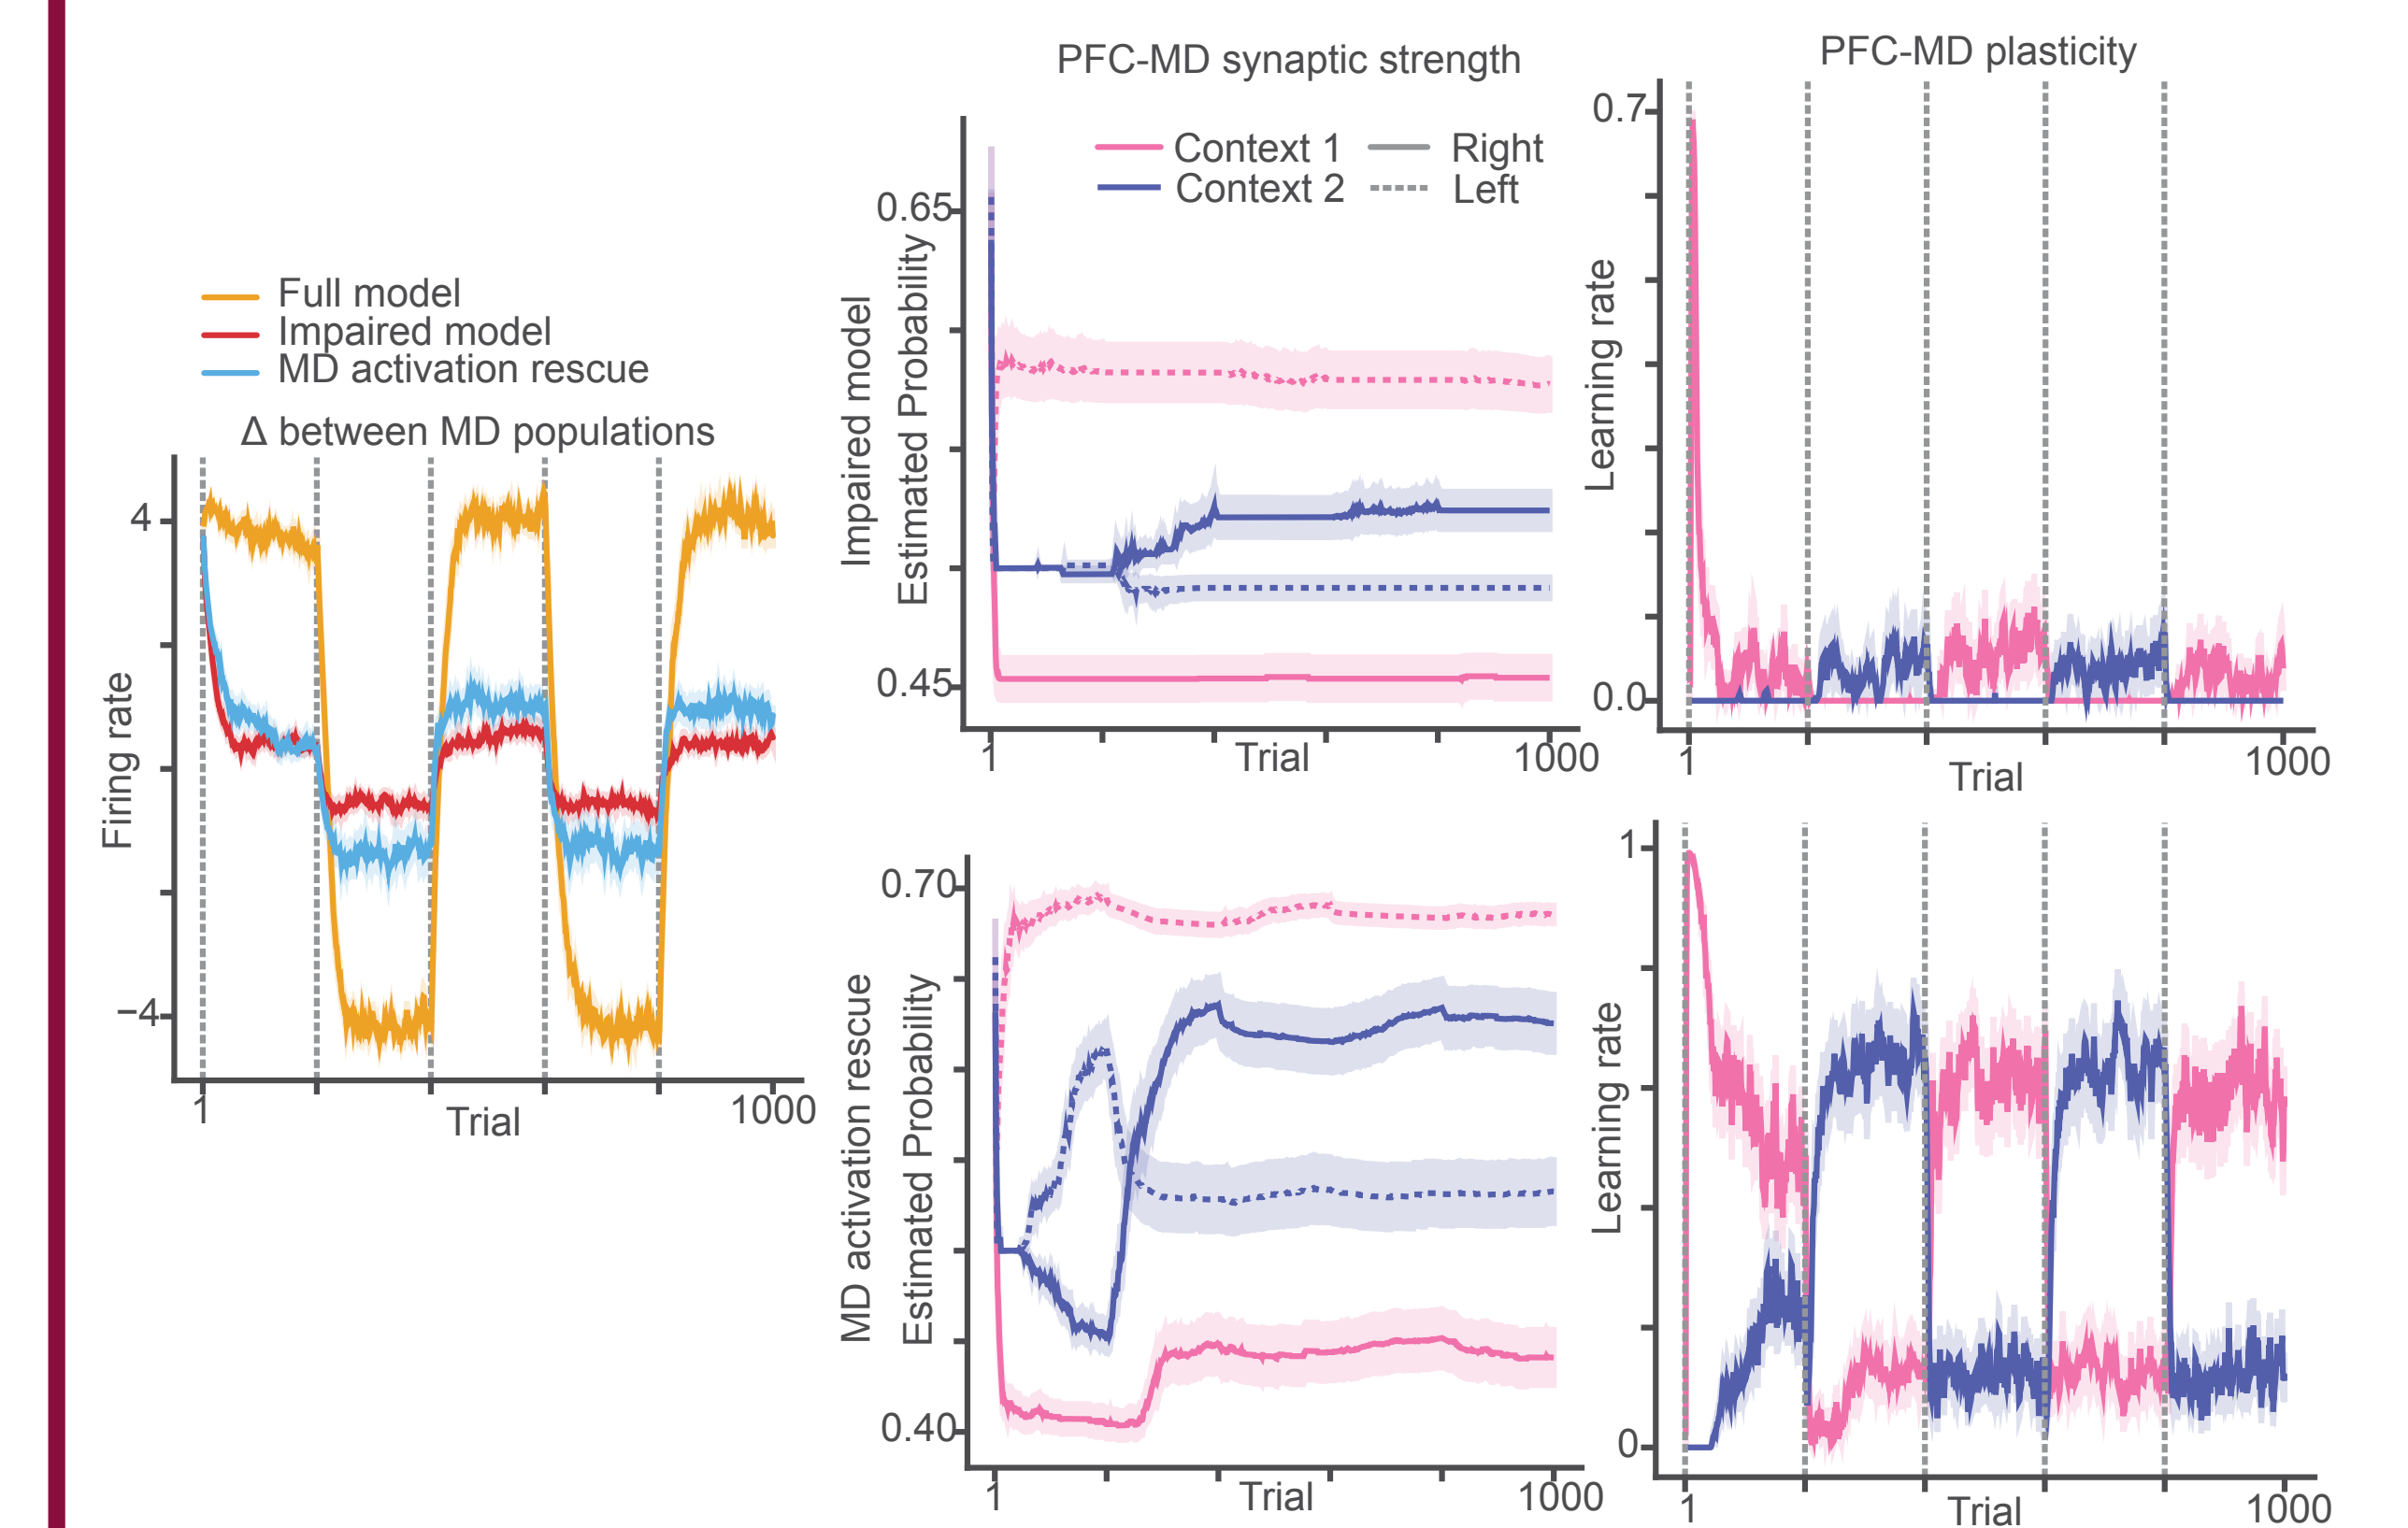 Full model
Impaired model
MD activation rescue
Δ between MD populations
Firing rate
4
−4
1
Trial
1000
PFC-MD synaptic strength
Context 1
Right
Context 2
Left
Impaired model
Estimated Probability
0.65
0.45
1
Trial
1000
PFC-MD plasticity
Learning rate
0.7
0.0
1
Trial
1000
MD activation rescue
Estimated Probability
0.70
0.40
1
Trial
1000
Learning rate
1
0
1
Trial
1000